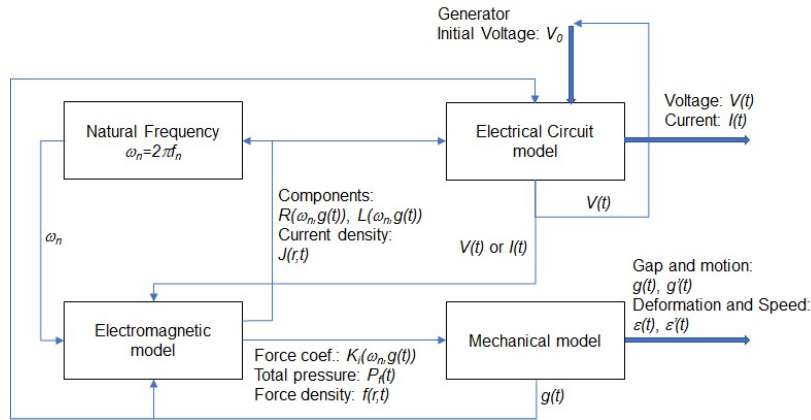 Generator
Initial Voltage: V₀
Voltage: V(t)
Current: I(t)
Natural Frequency
ωₙ=2πfₙ
Electrical Circuit
model
Components:
R(ωₙ,g(t)), L(ωₙ,g(t))
Current density:
J(r,t)
V(t)
ωₙ
V(t) or I(t)
Gap and motion:
g(t), g'(t)
Deformation and Speed:
ε(t), ε'(t)
Electromagnetic
model
Mechanical model
Force coef.: Kᵢ(ωₙ,g(t))
Total pressure: Pf(t)
Force density: f(r,t)
g(t)